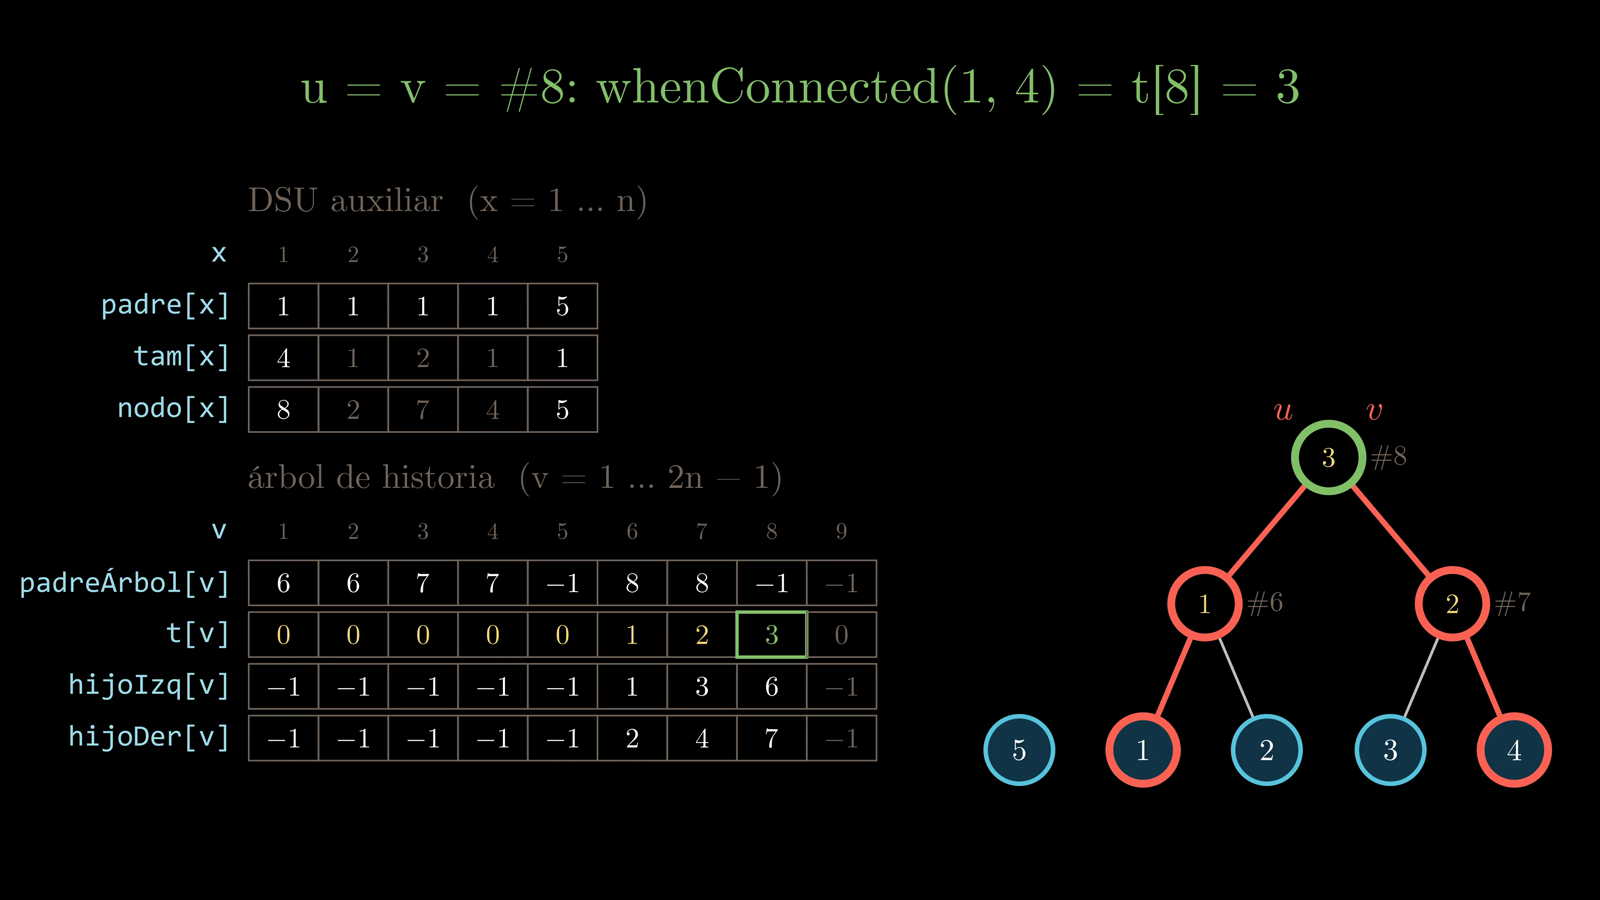 u = v = #8: whenConnected(1, 4) = t[8] = 3
DSU auxiliar (x = 1 ... n)
x 1 2 3 4 5
padre[x] 1 1 1 1 5
tam[x] 4 1 2 1 1
nodo[x] 8 2 7 4 5
árbol de historia (v = 1 ... 2n − 1)
v 1 2 3 4 5 6 7 8 9
padreÁrbol[v] 6 6 7 7 −1 8 8 −1 −1
t[v] 0 0 0 0 0 1 2 3 0
hijoIzq[v] −1 −1 −1 −1 −1 1 3 6 −1
hijoDer[v] −1 −1 −1 −1 −1 2 4 7 −1
u v
3 #8
1 #6 2 #7
5 1 2 3 4